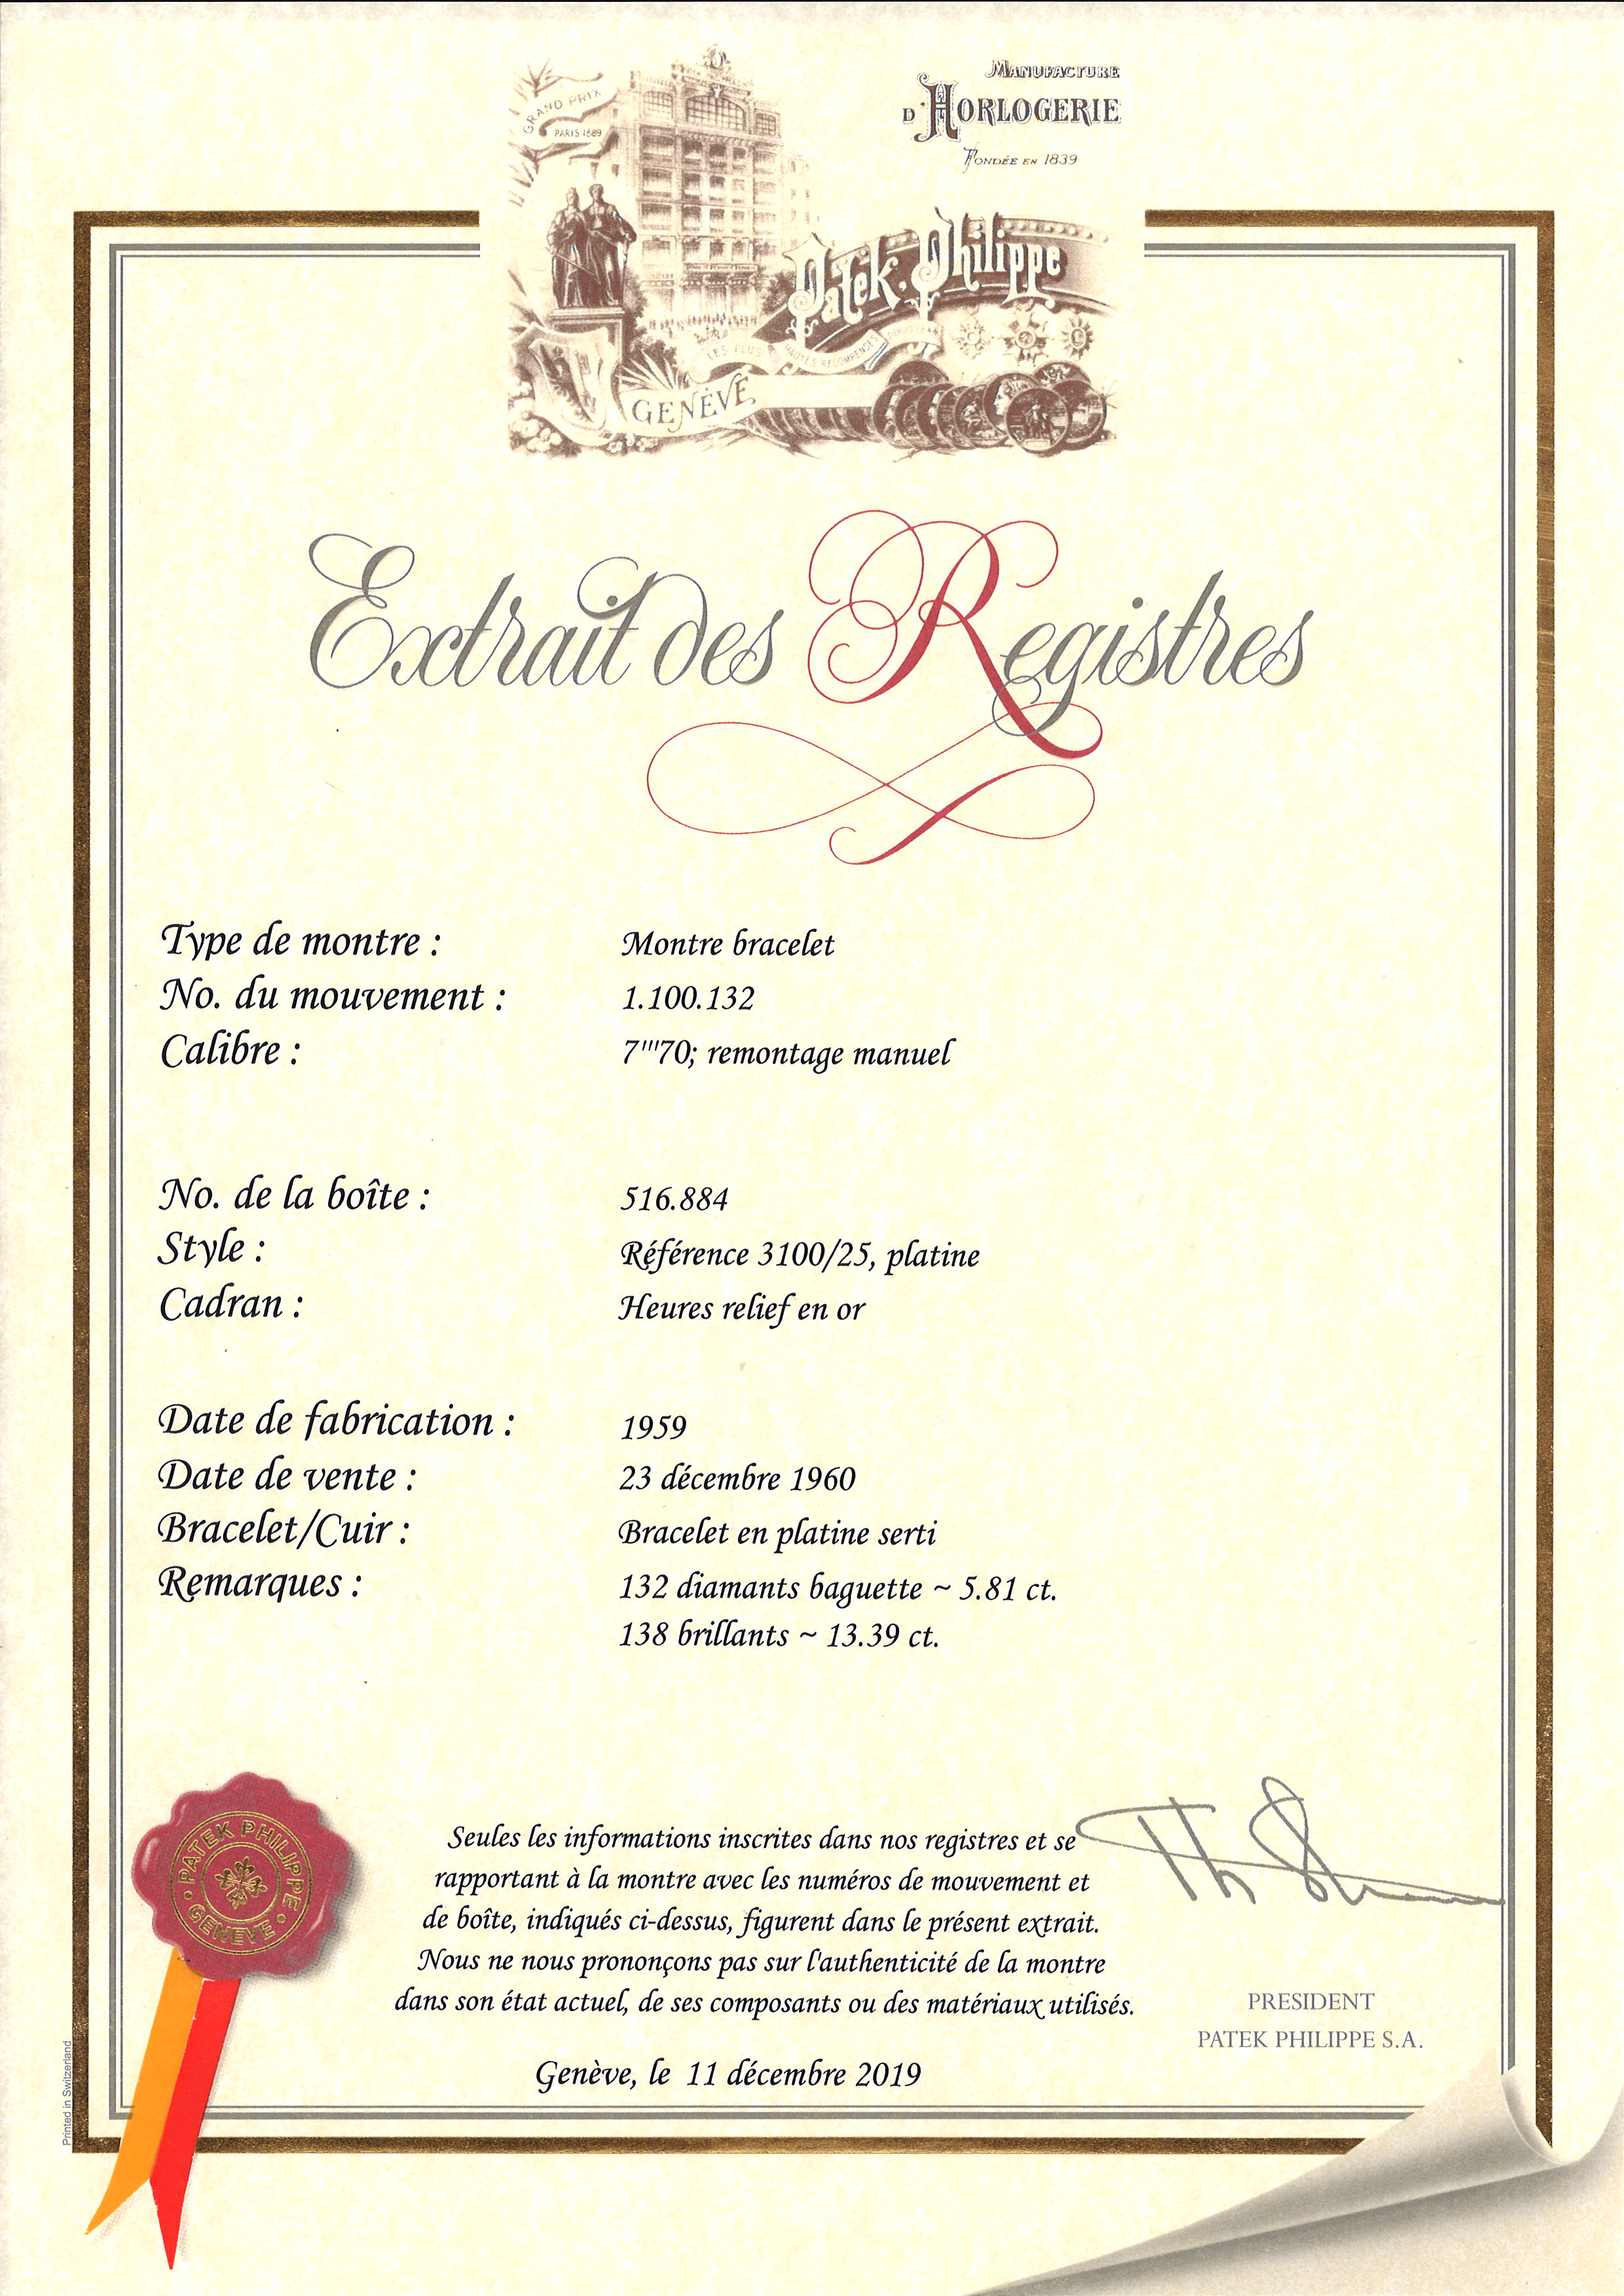 GRAND PRIX
PARIS 1889
MANUFACTURE
D'HORLOGERIE
FONDÉE EN 1839
Patek Philippe
LES PLUS HAUTES RECOMPENSES
GENÈVE
Extrait des Registres
Type de montre : Montre bracelet
No. du mouvement : 1.100.132
Calibre : 7'''70; remontage manuel
No. de la boîte : 516.884
Style : Référence 3100/25, platine
Cadran : Heures relief en or
Date de fabrication : 1959
Date de vente : 23 décembre 1960
Bracelet/Cuir : Bracelet en platine serti
Remarques : 132 diamants baguette ~ 5.81 ct.
138 brillants ~ 13.39 ct.
PATEK PHILIPPE
GENEVE
Seules les informations inscrites dans nos registres et se
rapportant à la montre avec les numéros de mouvement et
de boîte, indiqués ci-dessus, figurent dans le présent extrait.
Nous ne nous prononçons pas sur l'authenticité de la montre
dans son état actuel, de ses composants ou des matériaux utilisés.
PRESIDENT
PATEK PHILIPPE S.A.
Genève, le 11 décembre 2019
Printed in Switzerland